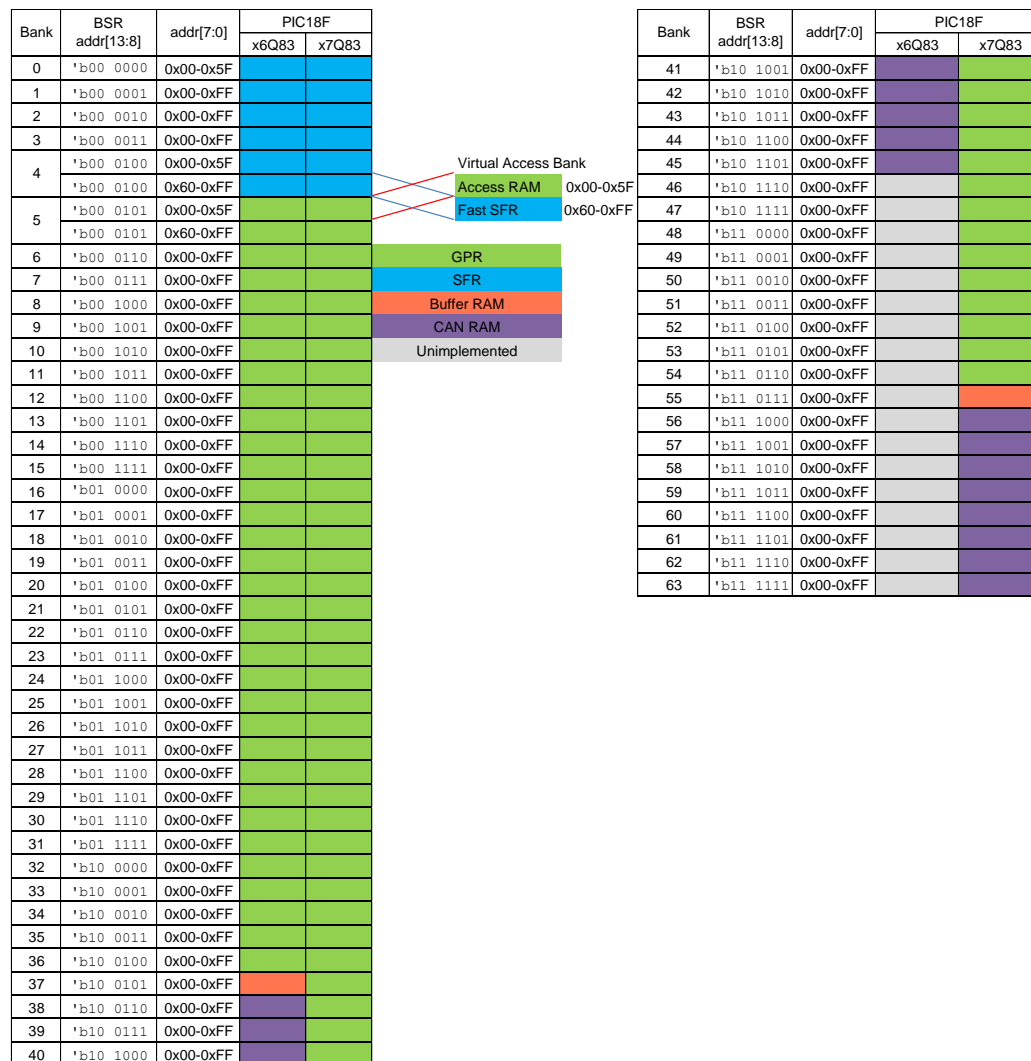 Bank BSR addr[13:8] addr[7:0] PIC18F x6Q83 x7Q83
0 'b00 0000 0x00-0x5F
1 'b00 0001 0x00-0xFF
2 'b00 0010 0x00-0xFF
3 'b00 0011 0x00-0xFF
4 'b00 0100 0x00-0x5F
'b00 0100 0x60-0xFF
5 'b00 0101 0x00-0x5F
'b00 0101 0x60-0xFF
6 'b00 0110 0x00-0xFF
7 'b00 0111 0x00-0xFF
8 'b00 1000 0x00-0xFF
9 'b00 1001 0x00-0xFF
10 'b00 1010 0x00-0xFF
11 'b00 1011 0x00-0xFF
12 'b00 1100 0x00-0xFF
13 'b00 1101 0x00-0xFF
14 'b00 1110 0x00-0xFF
15 'b00 1111 0x00-0xFF
16 'b01 0000 0x00-0xFF
17 'b01 0001 0x00-0xFF
18 'b01 0010 0x00-0xFF
19 'b01 0011 0x00-0xFF
20 'b01 0100 0x00-0xFF
21 'b01 0101 0x00-0xFF
22 'b01 0110 0x00-0xFF
23 'b01 0111 0x00-0xFF
24 'b01 1000 0x00-0xFF
25 'b01 1001 0x00-0xFF
26 'b01 1010 0x00-0xFF
27 'b01 1011 0x00-0xFF
28 'b01 1100 0x00-0xFF
29 'b01 1101 0x00-0xFF
30 'b01 1110 0x00-0xFF
31 'b01 1111 0x00-0xFF
32 'b10 0000 0x00-0xFF
33 'b10 0001 0x00-0xFF
34 'b10 0010 0x00-0xFF
35 'b10 0011 0x00-0xFF
36 'b10 0100 0x00-0xFF
37 'b10 0101 0x00-0xFF
38 'b10 0110 0x00-0xFF
39 'b10 0111 0x00-0xFF
40 'b10 1000 0x00-0xFF
Virtual Access Bank
Access RAM 0x00-0x5F
Fast SFR 0x60-0xFF
GPR
SFR
Buffer RAM
CAN RAM
Unimplemented
Bank BSR addr[13:8] addr[7:0] PIC18F x6Q83 x7Q83
41 'b10 1001 0x00-0xFF
42 'b10 1010 0x00-0xFF
43 'b10 1011 0x00-0xFF
44 'b10 1100 0x00-0xFF
45 'b10 1101 0x00-0xFF
46 'b10 1110 0x00-0xFF
47 'b10 1111 0x00-0xFF
48 'b11 0000 0x00-0xFF
49 'b11 0001 0x00-0xFF
50 'b11 0010 0x00-0xFF
51 'b11 0011 0x00-0xFF
52 'b11 0100 0x00-0xFF
53 'b11 0101 0x00-0xFF
54 'b11 0110 0x00-0xFF
55 'b11 0111 0x00-0xFF
56 'b11 1000 0x00-0xFF
57 'b11 1001 0x00-0xFF
58 'b11 1010 0x00-0xFF
59 'b11 1011 0x00-0xFF
60 'b11 1100 0x00-0xFF
61 'b11 1101 0x00-0xFF
62 'b11 1110 0x00-0xFF
63 'b11 1111 0x00-0xFF